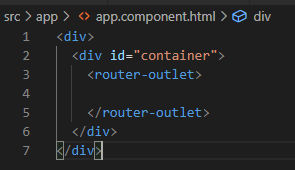 src > app > <> app.component.html > div
1 <div>
2   <div id="container">
3     <router-outlet>
4
5     </router-outlet>
6   </div>
7 </div>